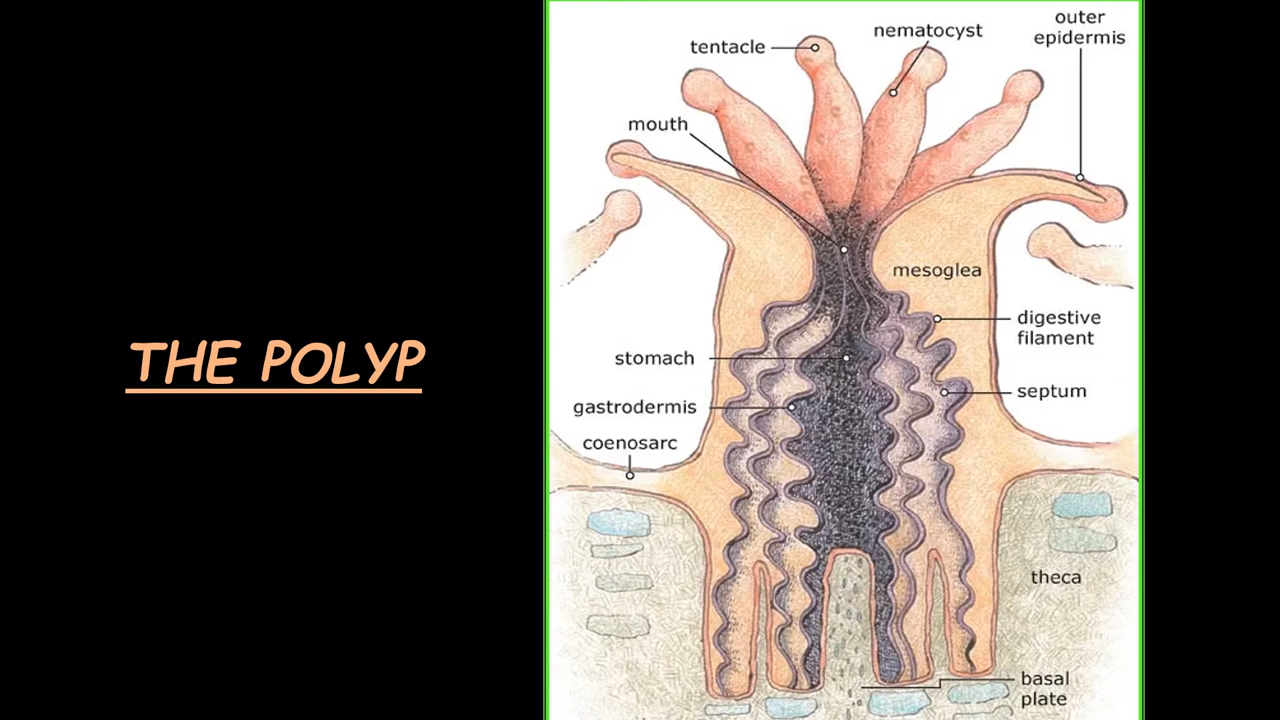 THE POLYP
tentacle
nematocyst
outer
epidermis
mouth
mesoglea
digestive
filament
stomach
septum
gastrodermis
coenosarc
theca
basal
plate